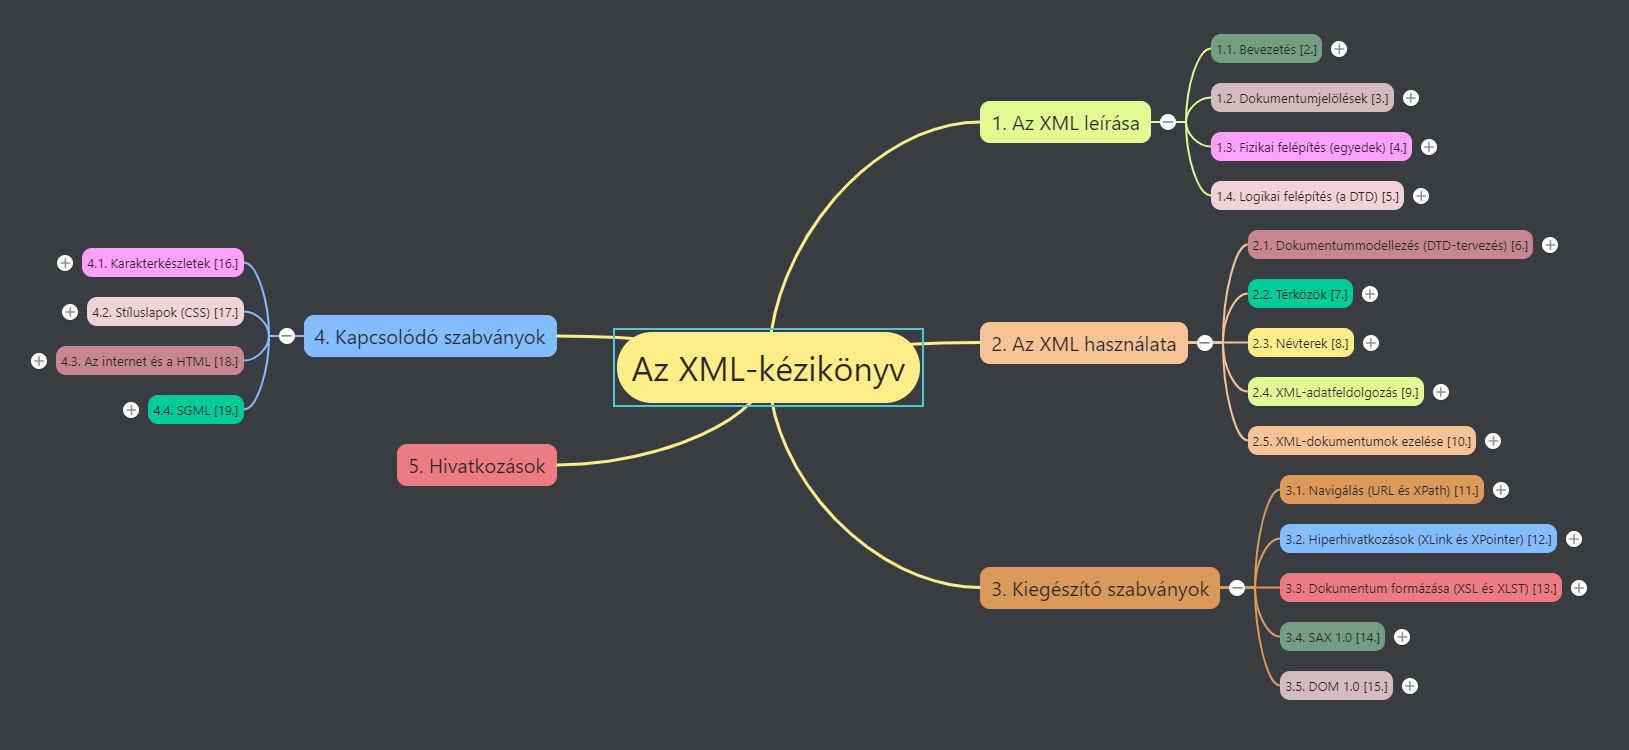 Az XML-kézikönyv
1. Az XML leírása
1.1. Bevezetés [2.]
1.2. Dokumentumjelölések [3.]
1.3. Fizikai felépítés (egyedek) [4.]
1.4. Logikai felépítés (a DTD) [5.]
2. Az XML használata
2.1. Dokumentummodellezés (DTD-tervezés) [6.]
2.2. Térközök [7.]
2.3. Névterek [8.]
2.4. XML-adatfeldolgozás [9.]
2.5. XML-dokumentumok ezelése [10.]
3. Kiegészítő szabványok
3.1. Navigálás (URL és XPath) [11.]
3.2. Hiperhivatkozások (XLink és XPointer) [12.]
3.3. Dokumentum formázása (XSL és XLST) [13.]
3.4. SAX 1.0 [14.]
3.5. DOM 1.0 [15.]
4. Kapcsolódó szabványok
4.1. Karakterkészletek [16.]
4.2. Stíluslapok (CSS) [17.]
4.3. Az internet és a HTML [18.]
4.4. SGML [19.]
5. Hivatkozások